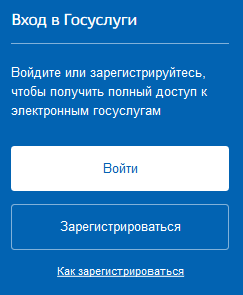 Вход в Госуслуги
Войдите или зарегистрируйтесь,
чтобы получить полный доступ к
электронным госуслугам
Войти
Зарегистрироваться
Как зарегистрироваться